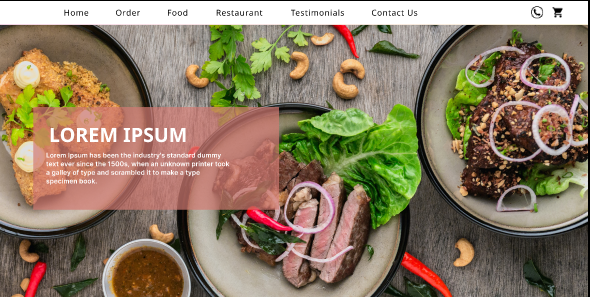 Home Order Food Restaurant Testimonials Contact Us
LOREM IPSUM
Lorem Ipsum has been the industry's standard dummy
text ever since the 1500s, when an unknown printer took
a galley of type and scrambled it to make a type
specimen book.